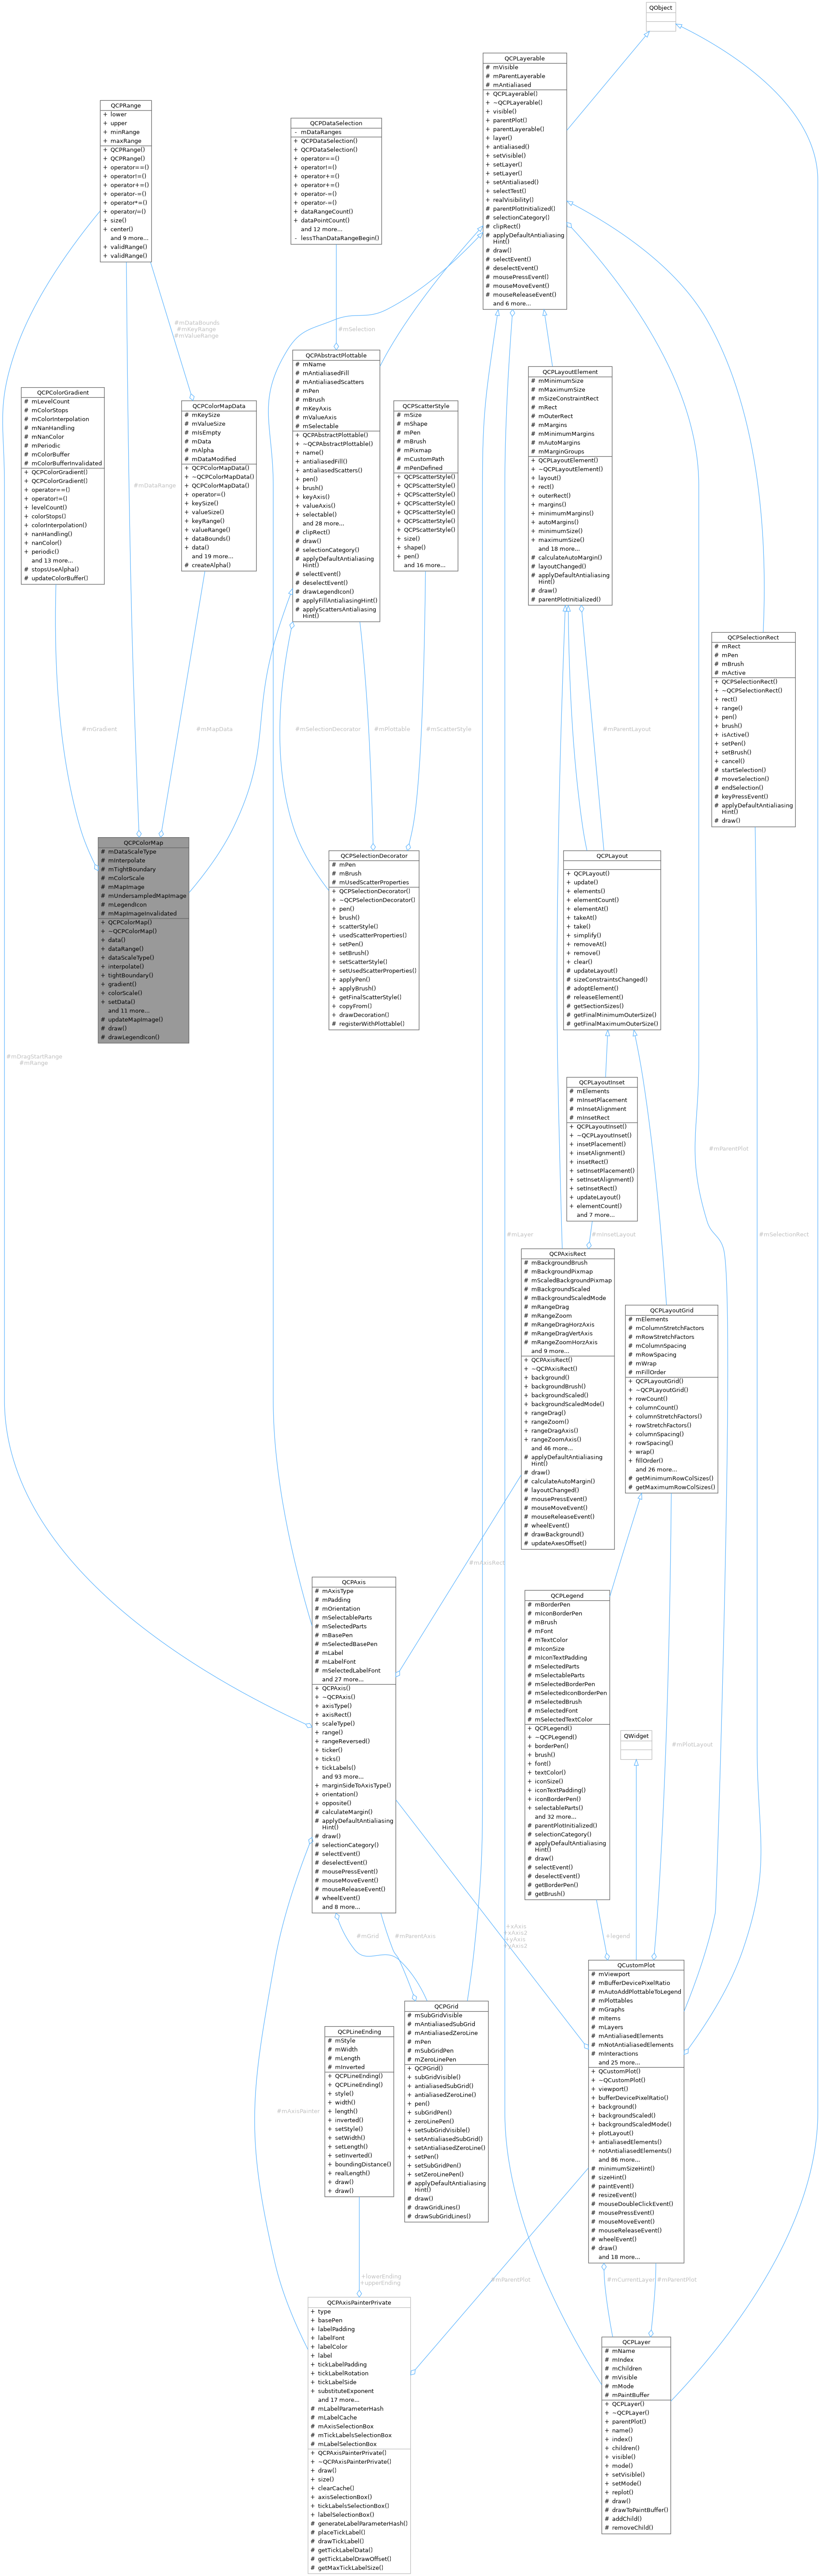 QObject
QCPLayerable
# mVisible
# mParentLayerable
# mAntialiased
+ QCPLayerable()
+ ~QCPLayerable()
+ visible()
+ parentPlot()
+ parentLayerable()
+ layer()
+ antialiased()
+ setVisible()
+ setLayer()
+ setLayer()
+ setAntialiased()
+ selectTest()
+ realVisibility()
# parentPlotInitialized()
# selectionCategory()
# clipRect()
# applyDefaultAntialiasing
Hint()
# draw()
# selectEvent()
# deselectEvent()
# mousePressEvent()
# mouseMoveEvent()
# mouseReleaseEvent()
and 6 more...
QCPRange
+ lower
+ upper
+ minRange
+ maxRange
+ QCPRange()
+ QCPRange()
+ operator==()
+ operator!=()
+ operator+=()
+ operator-=()
+ operator*=()
+ operator/=()
+ size()
+ center()
and 9 more...
+ validRange()
+ validRange()
QCPDataSelection
- mDataRanges
+ QCPDataSelection()
+ QCPDataSelection()
+ operator==()
+ operator!=()
+ operator+=()
+ operator+=()
+ operator-=()
+ operator-=()
+ dataRangeCount()
+ dataPointCount()
and 12 more...
- lessThanDataRangeBegin()
#mDataBounds
#mKeyRange
#mValueRange
#mSelection
QCPColorGradient
# mLevelCount
# mColorStops
# mColorInterpolation
# mNanHandling
# mNanColor
# mPeriodic
# mColorBuffer
# mColorBufferInvalidated
+ QCPColorGradient()
+ QCPColorGradient()
+ operator==()
+ operator!=()
+ levelCount()
+ colorStops()
+ colorInterpolation()
+ nanHandling()
+ nanColor()
+ periodic()
and 13 more...
# stopsUseAlpha()
# updateColorBuffer()
#mDataRange
QCPColorMapData
# mKeySize
# mValueSize
# mIsEmpty
# mData
# mAlpha
# mDataModified
+ QCPColorMapData()
+ ~QCPColorMapData()
+ QCPColorMapData()
+ operator=()
+ keySize()
+ valueSize()
+ keyRange()
+ valueRange()
+ dataBounds()
+ data()
and 19 more...
# createAlpha()
QCPAbstractPlottable
# mName
# mAntialiasedFill
# mAntialiasedScatters
# mPen
# mBrush
# mKeyAxis
# mValueAxis
# mSelectable
+ QCPAbstractPlottable()
+ ~QCPAbstractPlottable()
+ name()
+ antialiasedFill()
+ antialiasedScatters()
+ pen()
+ brush()
+ keyAxis()
+ valueAxis()
+ selectable()
and 28 more...
# clipRect()
# draw()
# selectionCategory()
# applyDefaultAntialiasing
Hint()
# selectEvent()
# deselectEvent()
# drawLegendIcon()
# applyFillAntialiasingHint()
# applyScattersAntialiasing
Hint()
QCPScatterStyle
# mSize
# mShape
# mPen
# mBrush
# mPixmap
# mCustomPath
# mPenDefined
+ QCPScatterStyle()
+ QCPScatterStyle()
+ QCPScatterStyle()
+ QCPScatterStyle()
+ QCPScatterStyle()
+ QCPScatterStyle()
+ QCPScatterStyle()
+ size()
+ shape()
+ pen()
and 16 more...
QCPLayoutElement
# mMinimumSize
# mMaximumSize
# mSizeConstraintRect
# mRect
# mOuterRect
# mMargins
# mMinimumMargins
# mAutoMargins
# mMarginGroups
+ QCPLayoutElement()
+ ~QCPLayoutElement()
+ layout()
+ rect()
+ outerRect()
+ margins()
+ minimumMargins()
+ autoMargins()
+ minimumSize()
+ maximumSize()
and 18 more...
# calculateAutoMargin()
# layoutChanged()
# applyDefaultAntialiasing
Hint()
# draw()
# parentPlotInitialized()
QCPSelectionRect
# mRect
# mPen
# mBrush
# mActive
+ QCPSelectionRect()
+ ~QCPSelectionRect()
+ rect()
+ range()
+ pen()
+ brush()
+ isActive()
+ setPen()
+ setBrush()
+ cancel()
# startSelection()
# moveSelection()
# endSelection()
# keyPressEvent()
# applyDefaultAntialiasing
Hint()
# draw()
#mGradient
#mMapData
#mSelectionDecorator
#mPlottable
#mScatterStyle
#mParentLayout
QCPColorMap
# mDataScaleType
# mInterpolate
# mTightBoundary
# mColorScale
# mMapImage
# mUndersampledMapImage
# mLegendIcon
# mMapImageInvalidated
+ QCPColorMap()
+ ~QCPColorMap()
+ data()
+ dataRange()
+ dataScaleType()
+ interpolate()
+ tightBoundary()
+ gradient()
+ colorScale()
+ setData()
and 11 more...
# updateMapImage()
# draw()
# drawLegendIcon()
QCPSelectionDecorator
# mPen
# mBrush
# mUsedScatterProperties
+ QCPSelectionDecorator()
+ ~QCPSelectionDecorator()
+ pen()
+ brush()
+ scatterStyle()
+ usedScatterProperties()
+ setPen()
+ setBrush()
+ setScatterStyle()
+ setUsedScatterProperties()
+ applyPen()
+ applyBrush()
+ getFinalScatterStyle()
+ copyFrom()
+ drawDecoration()
# registerWithPlottable()
QCPLayout
+ QCPLayout()
+ update()
+ elements()
+ elementCount()
+ elementAt()
+ takeAt()
+ take()
+ simplify()
+ removeAt()
+ remove()
+ clear()
# updateLayout()
# sizeConstraintsChanged()
# adoptElement()
# releaseElement()
# getSectionSizes()
# getFinalMinimumOuterSize()
# getFinalMaximumOuterSize()
#mDragStartRange
#mRange
QCPLayoutInset
# mElements
# mInsetPlacement
# mInsetAlignment
# mInsetRect
+ QCPLayoutInset()
+ ~QCPLayoutInset()
+ insetPlacement()
+ insetAlignment()
+ insetRect()
+ setInsetPlacement()
+ setInsetAlignment()
+ setInsetRect()
+ updateLayout()
+ elementCount()
and 7 more...
#mParentPlot
#mLayer
#mInsetLayout
#mSelectionRect
QCPAxisRect
# mBackgroundBrush
# mBackgroundPixmap
# mScaledBackgroundPixmap
# mBackgroundScaled
# mBackgroundScaledMode
# mRangeDrag
# mRangeZoom
# mRangeDragHorzAxis
# mRangeDragVertAxis
# mRangeZoomHorzAxis
and 9 more...
+ QCPAxisRect()
+ ~QCPAxisRect()
+ background()
+ backgroundBrush()
+ backgroundScaled()
+ backgroundScaledMode()
+ rangeDrag()
+ rangeZoom()
+ rangeDragAxis()
+ rangeZoomAxis()
and 46 more...
# applyDefaultAntialiasing
Hint()
# draw()
# calculateAutoMargin()
# layoutChanged()
# mousePressEvent()
# mouseMoveEvent()
# mouseReleaseEvent()
# wheelEvent()
# drawBackground()
# updateAxesOffset()
QCPLayoutGrid
# mElements
# mColumnStretchFactors
# mRowStretchFactors
# mColumnSpacing
# mRowSpacing
# mWrap
# mFillOrder
+ QCPLayoutGrid()
+ ~QCPLayoutGrid()
+ rowCount()
+ columnCount()
+ columnStretchFactors()
+ rowStretchFactors()
+ columnSpacing()
+ rowSpacing()
+ wrap()
+ fillOrder()
and 26 more...
# getMinimumRowColSizes()
# getMaximumRowColSizes()
#mAxisRect
QCPAxis
# mAxisType
# mPadding
# mOrientation
# mSelectableParts
# mSelectedParts
# mBasePen
# mSelectedBasePen
# mLabel
# mLabelFont
# mSelectedLabelFont
and 27 more...
+ QCPAxis()
+ ~QCPAxis()
+ axisType()
+ axisRect()
+ scaleType()
+ range()
+ rangeReversed()
+ ticker()
+ ticks()
+ tickLabels()
and 93 more...
+ marginSideToAxisType()
+ orientation()
+ opposite()
# calculateMargin()
# applyDefaultAntialiasing
Hint()
# draw()
# selectionCategory()
# selectEvent()
# deselectEvent()
# mousePressEvent()
# mouseMoveEvent()
# mouseReleaseEvent()
# wheelEvent()
and 8 more...
QCPLegend
# mBorderPen
# mIconBorderPen
# mBrush
# mFont
# mTextColor
# mIconSize
# mIconTextPadding
# mSelectedParts
# mSelectableParts
# mSelectedBorderPen
# mSelectedIconBorderPen
# mSelectedBrush
# mSelectedFont
# mSelectedTextColor
+ QCPLegend()
+ ~QCPLegend()
+ borderPen()
+ brush()
+ font()
+ textColor()
+ iconSize()
+ iconTextPadding()
+ iconBorderPen()
+ selectableParts()
and 32 more...
# parentPlotInitialized()
# selectionCategory()
# applyDefaultAntialiasing
Hint()
# draw()
# selectEvent()
# deselectEvent()
# getBorderPen()
# getBrush()
QWidget
#mPlotLayout
#mGrid
#mParentAxis
+xAxis
+xAxis2
+yAxis
+yAxis2
+legend
QCustomPlot
# mViewport
# mBufferDevicePixelRatio
# mAutoAddPlottableToLegend
# mPlottables
# mGraphs
# mItems
# mLayers
# mAntialiasedElements
# mNotAntialiasedElements
# mInteractions
and 25 more...
+ QCustomPlot()
+ ~QCustomPlot()
+ viewport()
+ bufferDevicePixelRatio()
+ background()
+ backgroundScaled()
+ backgroundScaledMode()
+ plotLayout()
+ antialiasedElements()
+ notAntialiasedElements()
and 86 more...
# minimumSizeHint()
# sizeHint()
# paintEvent()
# resizeEvent()
# mouseDoubleClickEvent()
# mousePressEvent()
# mouseMoveEvent()
# mouseReleaseEvent()
# wheelEvent()
# draw()
and 18 more...
QCPGrid
# mSubGridVisible
# mAntialiasedSubGrid
# mAntialiasedZeroLine
# mPen
# mSubGridPen
# mZeroLinePen
+ QCPGrid()
+ subGridVisible()
+ antialiasedSubGrid()
+ antialiasedZeroLine()
+ pen()
+ subGridPen()
+ zeroLinePen()
+ setSubGridVisible()
+ setAntialiasedSubGrid()
+ setAntialiasedZeroLine()
+ setPen()
+ setSubGridPen()
+ setZeroLinePen()
# applyDefaultAntialiasing
Hint()
# draw()
# drawGridLines()
# drawSubGridLines()
QCPLineEnding
# mStyle
# mWidth
# mLength
# mInverted
+ QCPLineEnding()
+ QCPLineEnding()
+ style()
+ width()
+ length()
+ inverted()
+ setStyle()
+ setWidth()
+ setLength()
+ setInverted()
+ boundingDistance()
+ realLength()
+ draw()
+ draw()
#mAxisPainter
+lowerEnding
+upperEnding
#mParentPlot
#mCurrentLayer
#mParentPlot
QCPAxisPainterPrivate
+ type
+ basePen
+ labelPadding
+ labelFont
+ labelColor
+ label
+ tickLabelPadding
+ tickLabelRotation
+ tickLabelSide
+ substituteExponent
and 17 more...
# mLabelParameterHash
# mLabelCache
# mAxisSelectionBox
# mTickLabelsSelectionBox
# mLabelSelectionBox
+ QCPAxisPainterPrivate()
+ ~QCPAxisPainterPrivate()
+ draw()
+ size()
+ clearCache()
+ axisSelectionBox()
+ tickLabelsSelectionBox()
+ labelSelectionBox()
# generateLabelParameterHash()
# placeTickLabel()
# drawTickLabel()
# getTickLabelData()
# getTickLabelDrawOffset()
# getMaxTickLabelSize()
QCPLayer
# mName
# mIndex
# mChildren
# mVisible
# mMode
# mPaintBuffer
+ QCPLayer()
+ ~QCPLayer()
+ parentPlot()
+ name()
+ index()
+ children()
+ visible()
+ mode()
+ setVisible()
+ setMode()
+ replot()
# draw()
# drawToPaintBuffer()
# addChild()
# removeChild()